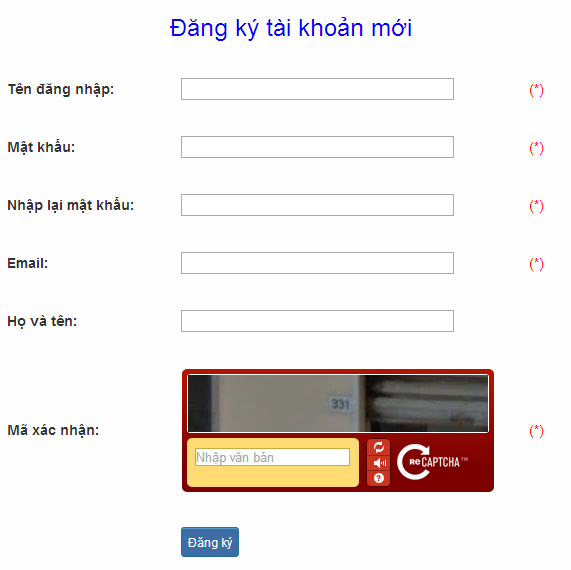 Đăng ký tài khoản mới
Tên đăng nhập: (*)
Mật khẩu: (*)
Nhập lại mật khẩu: (*)
Email: (*)
Họ và tên:
331
Mã xác nhận: (*)
Nhập văn bản
reCAPTCHA™
Đăng ký